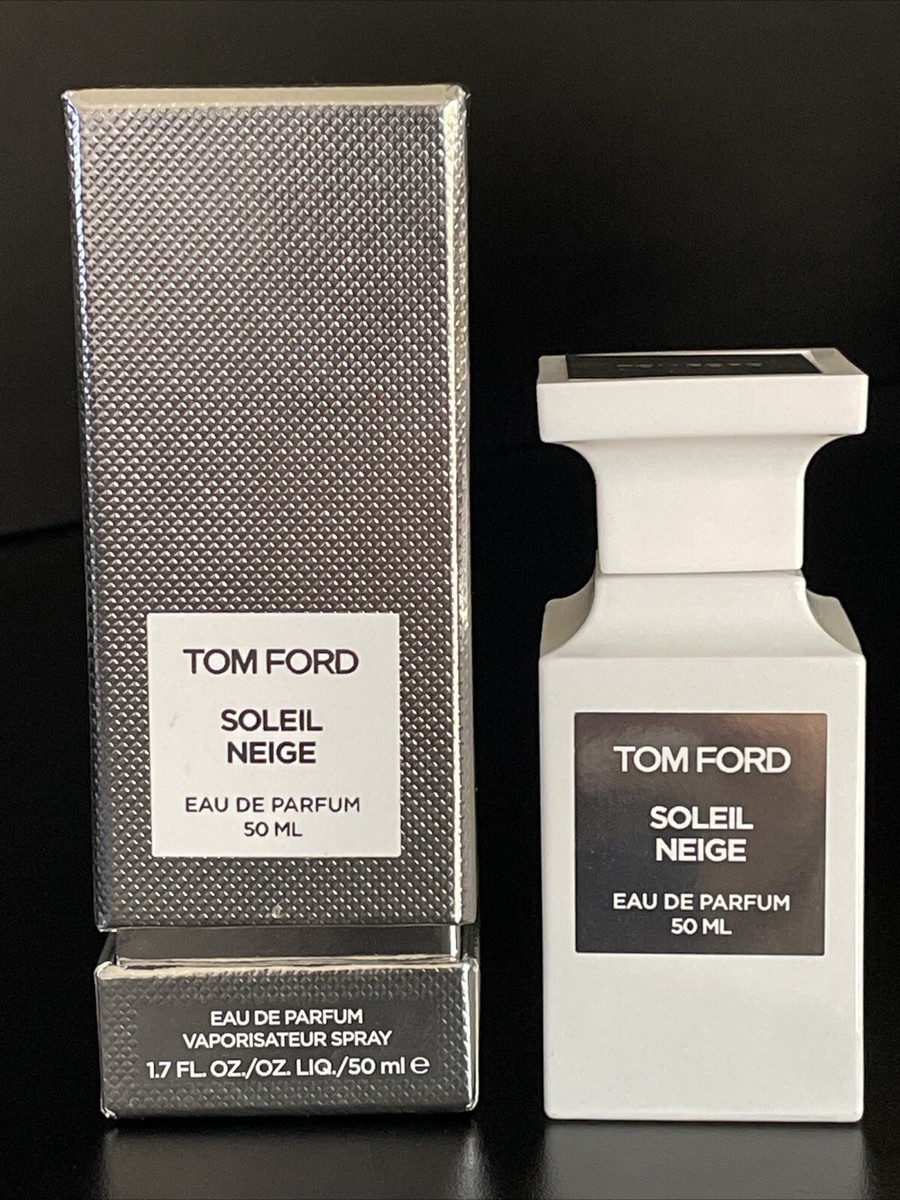 TOM FORD
SOLEIL
NEIGE
EAU DE PARFUM
50 ML
EAU DE PARFUM
VAPORISATEUR SPRAY
1.7 FL. OZ./OZ. LIQ./50 ml ℮
TOM FORD
SOLEIL
NEIGE
EAU DE PARFUM
50 ML